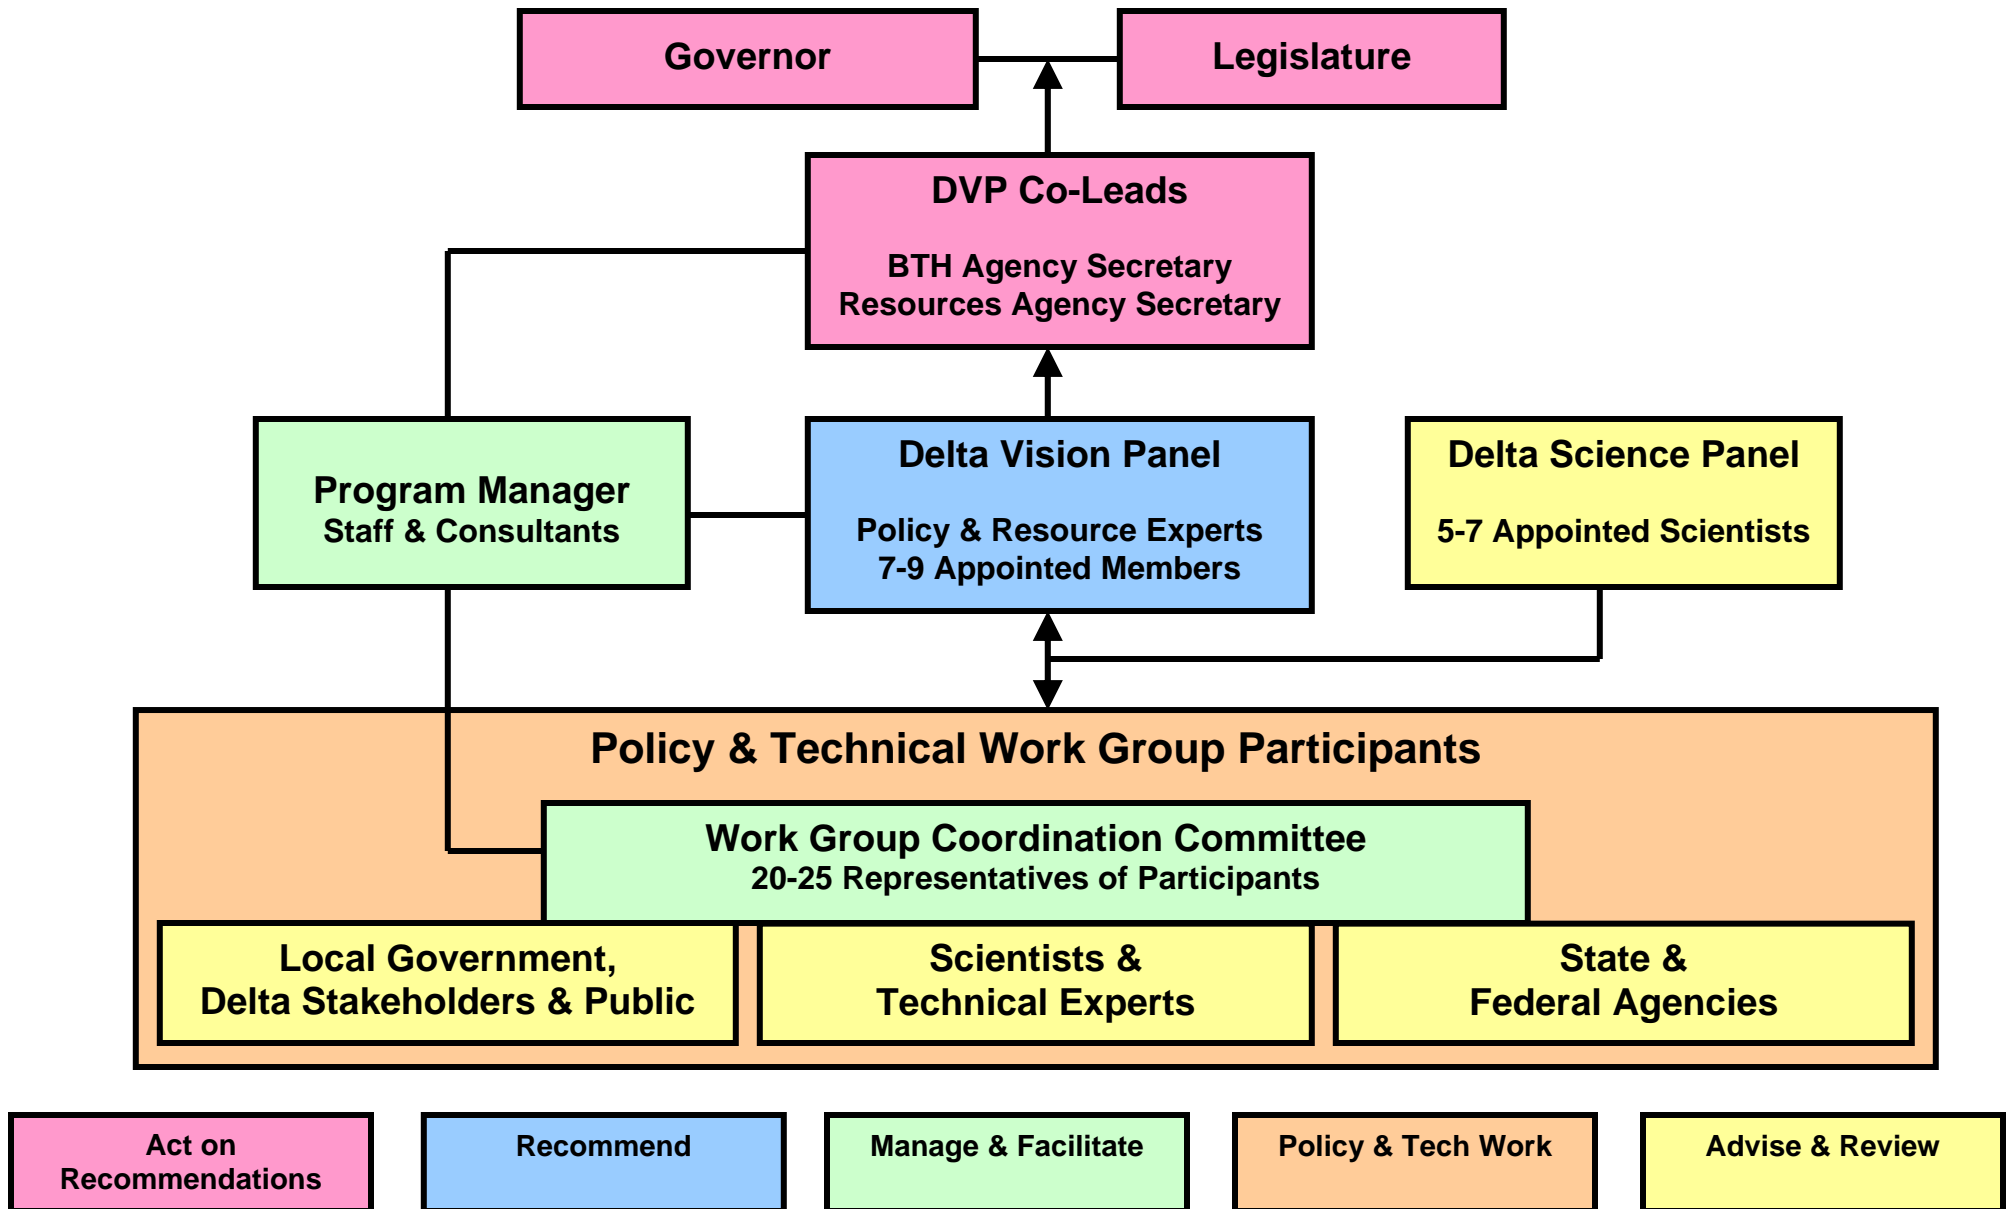 Governor
Legislature
DVP Co-Leads
BTH Agency Secretary
Resources Agency Secretary
Program Manager
Staff & Consultants
Delta Vision Panel
Policy & Resource Experts
7-9 Appointed Members
Delta Science Panel
5-7 Appointed Scientists
Policy & Technical Work Group Participants
Work Group Coordination Committee
20-25 Representatives of Participants
Local Government,
Delta Stakeholders & Public
Scientists &
Technical Experts
State &
Federal Agencies
Act on
Recommendations
Recommend
Manage & Facilitate
Policy & Tech Work
Advise & Review